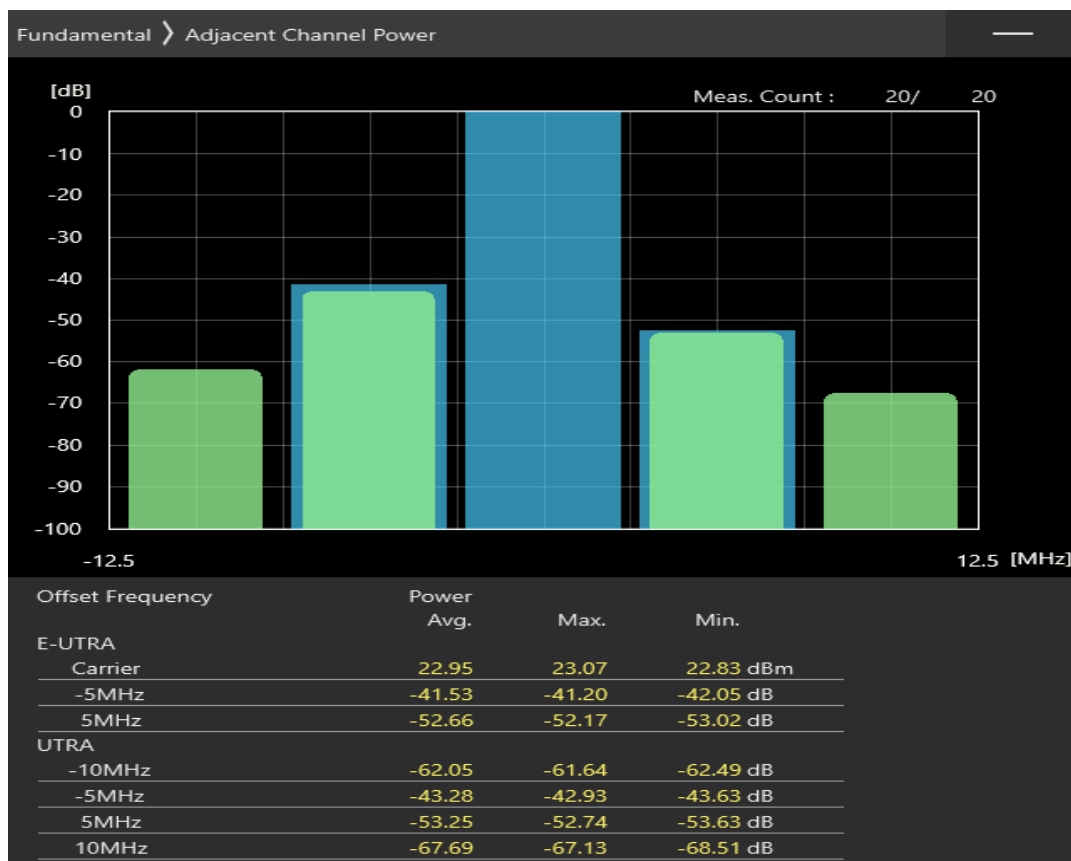 Fundamental 〉 Adjacent Channel Power
[dB]
Meas. Count : 20/ 20
0
-10
-20
-30
-40
-50
-60
-70
-80
-90
-100
-12.5 12.5 [MHz]
Offset Frequency Power
Avg. Max. Min.
E-UTRA
Carrier 22.95 23.07 22.83 dBm
-5MHz -41.53 -41.20 -42.05 dB
5MHz -52.66 -52.17 -53.02 dB
UTRA
-10MHz -62.05 -61.64 -62.49 dB
-5MHz -43.28 -42.93 -43.63 dB
5MHz -53.25 -52.74 -53.63 dB
10MHz -67.69 -67.13 -68.51 dB